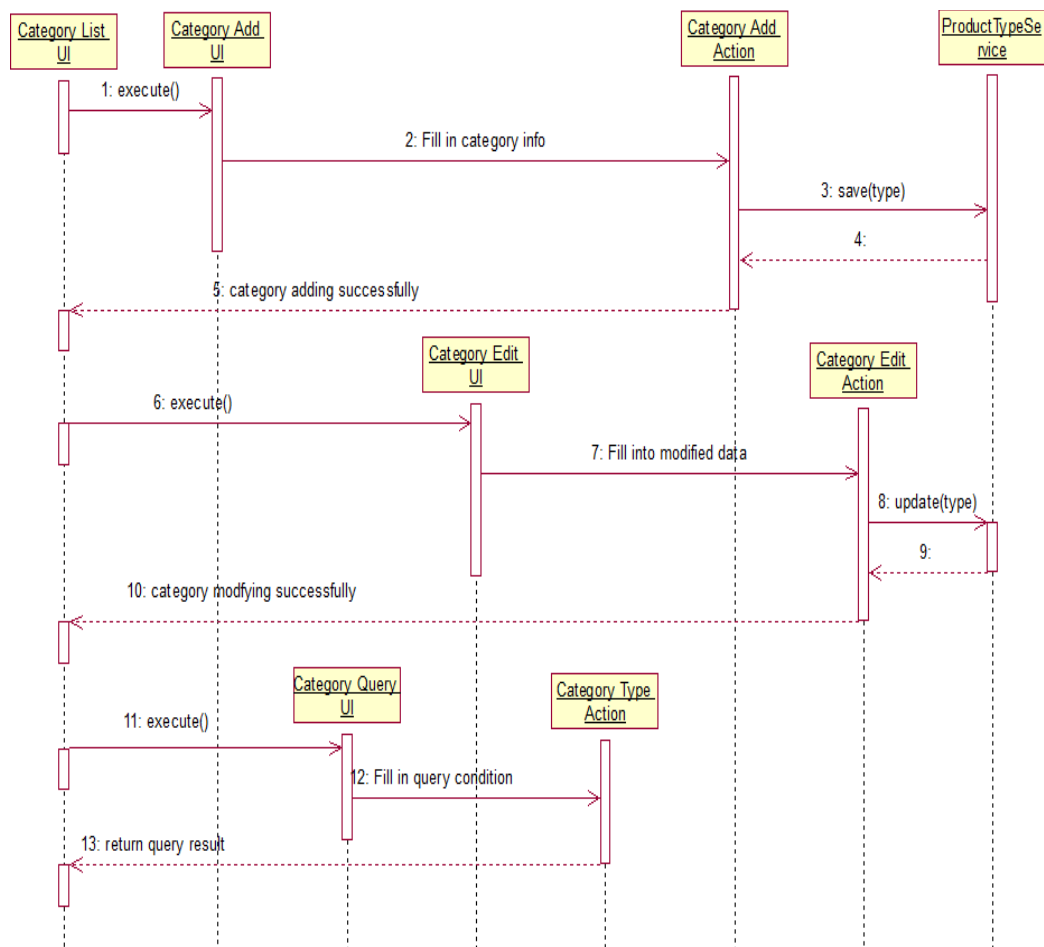 Category List
UI
Category Add
UI
Category Add
Action
ProductTypeSe
rvice
1: execute()
2: Fill in category info
3: save(type)
4:
5: category adding successfully
Category Edit
UI
Category Edit
Action
6: execute()
7: Fill into modified data
8: update(type)
9:
10: category modfying successfully
Category Query
UI
Category Type
Action
11: execute()
12: Fill in query condition
13: return query result